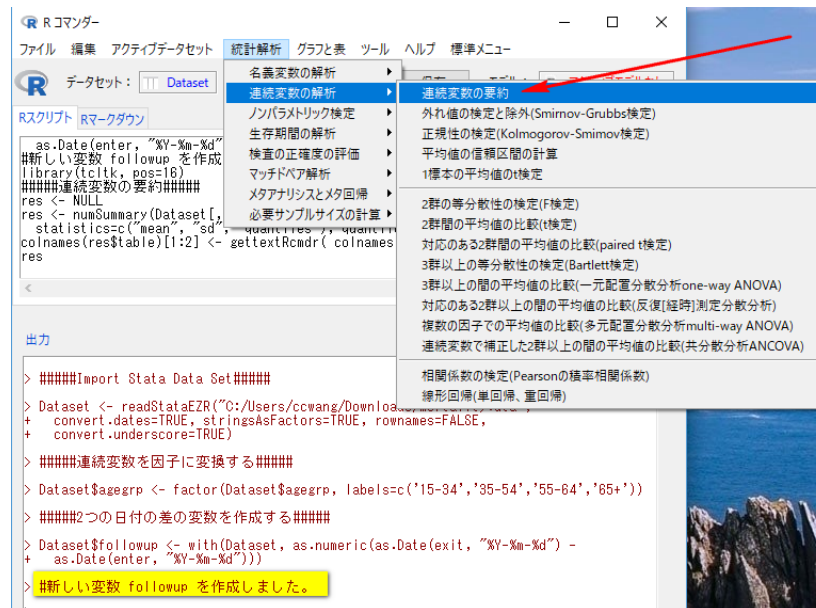 R コマンダー
ファイル 編集 アクティブデータセット 統計解析 グラフと表 ツール ヘルプ 標準メニュー
データセット： Dataset
名義変数の解析
連続変数の解析
ノンパラメトリック検定
生存期間の解析
検査の正確度の評価
マッチドペア解析
メタアナリシスとメタ回帰
必要サンプルサイズの計算
連続変数の要約
外れ値の検定と除外(Smirnov-Grubbs検定)
正規性の検定(Kolmogorov-Smirnov検定)
平均値の信頼区間の計算
1標本の平均値のt検定
2群の等分散性の検定(F検定)
2群間の平均値の比較(t検定)
対応のある2群間の平均値の比較(paired t検定)
3群以上の等分散性の検定(Bartlett検定)
3群以上の間の平均値の比較(一元配置分散分析one-way ANOVA)
対応のある2群以上の間の平均値の比較(反復[経時]測定分散分析)
複数の因子での平均値の比較(多元配置分散分析multi-way ANOVA)
連続変数で補正した2群以上の間の平均値の比較(共分散分析ANCOVA)
相関係数の検定(Pearsonの積率相関係数)
線形回帰(単回帰、重回帰)
Rスクリプト Rマークダウン
as.Date(enter, "%Y-%m-%d"
#新しい変数 followup を作成
library(tcltk, pos=16)
#####連続変数の要約#####
res <- NULL
res <- numSummary(Dataset[,
statistics=c("mean", "sd",
colnames(res$table)[1:2] <- gettextRcmdr( colnames
res
出力
> #####Import Stata Data Set#####
> Dataset <- readStataEZR("C:/Users/ccwang/
+ convert.dates=TRUE, stringsAsFactors=TRUE, rownames=FALSE,
+ convert.underscore=TRUE)
> #####連続変数を因子に変換する#####
> Dataset$agegrp <- factor(Dataset$agegrp, labels=c('15-34','35-54','55-64','65+'))
> #####2つの日付の差の変数を作成する#####
> Dataset$followup <- with(Dataset, as.numeric(as.Date(exit, "%Y-%m-%d") -
+ as.Date(enter, "%Y-%m-%d")))
> #新しい変数 followup を作成しました。